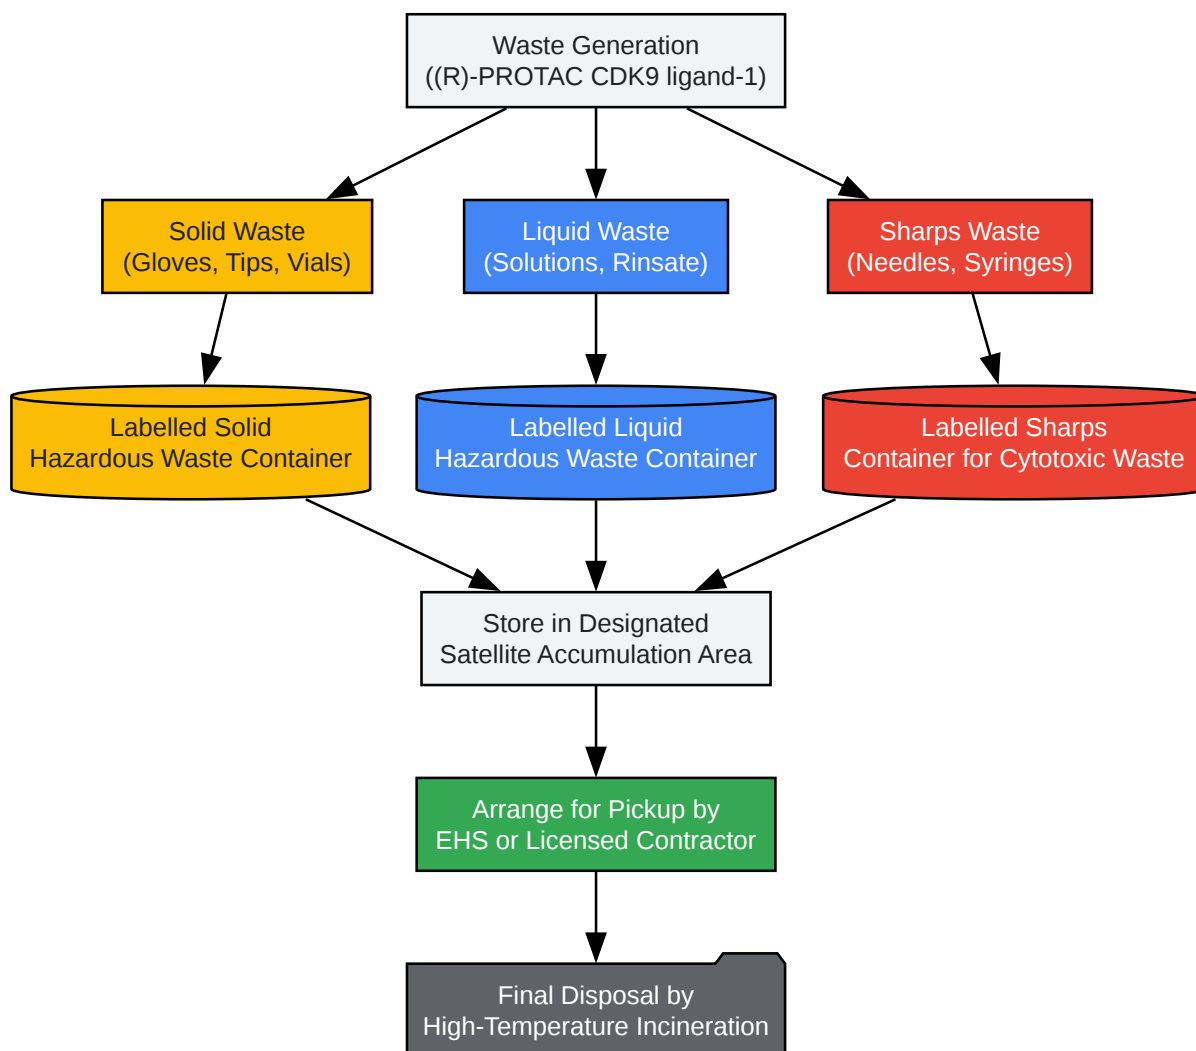 Waste Generation
((R)-PROTAC CDK9 ligand-1)
Solid Waste
(Gloves, Tips, Vials)
Liquid Waste
(Solutions, Rinsate)
Sharps Waste
(Needles, Syringes)
Labelled Solid
Hazardous Waste Container
Labelled Liquid
Hazardous Waste Container
Labelled Sharps
Container for Cytotoxic Waste
Store in Designated
Satellite Accumulation Area
Arrange for Pickup by
EHS or Licensed Contractor
Final Disposal by
High-Temperature Incineration